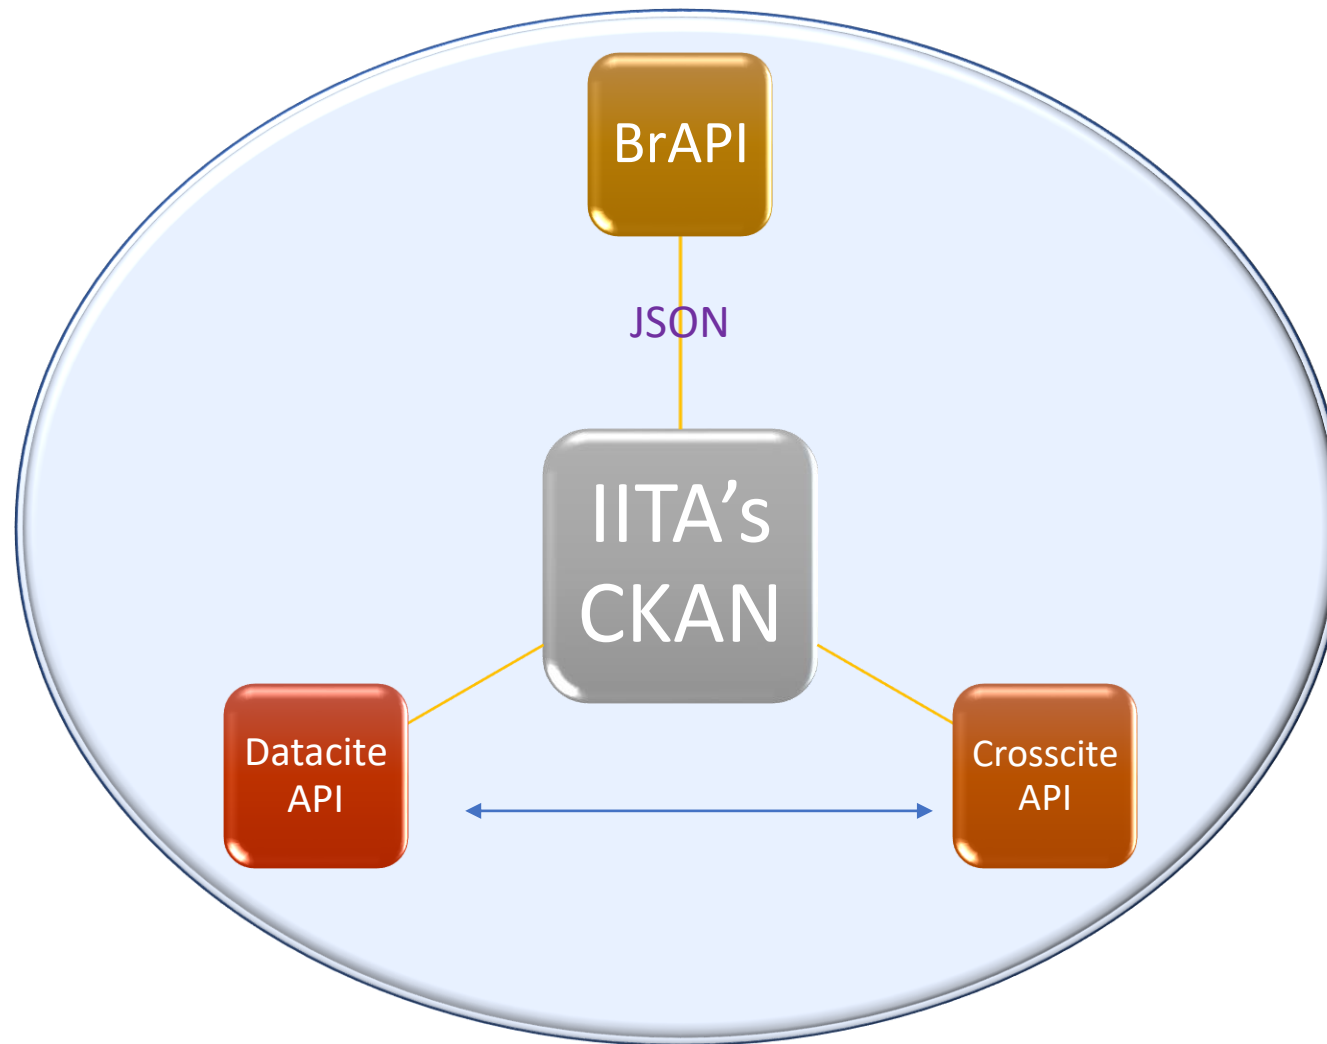 BrAPI
JSON
IITA’s
CKAN
Datacite
API
Crosscite
API